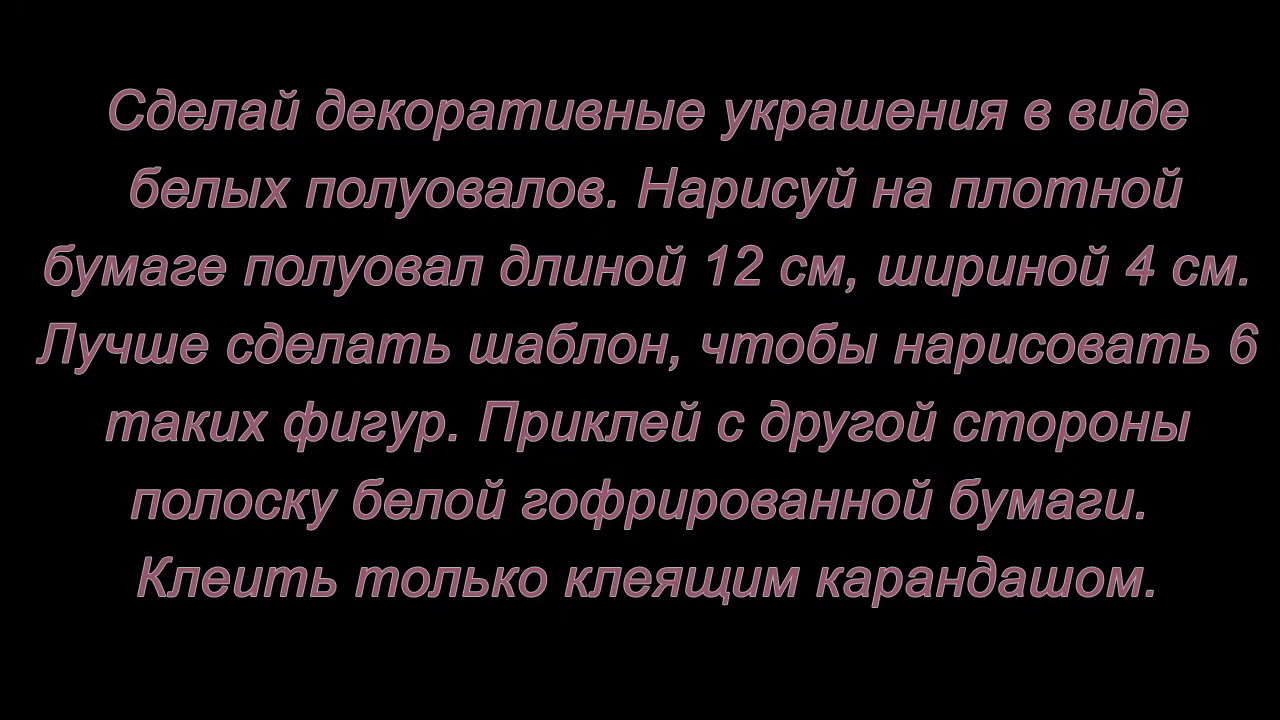 Сделай декоративные украшения в виде
белых полуовалов. Нарисуй на плотной
бумаге полуовал длиной 12 см, шириной 4 см.
Лучше сделать шаблон, чтобы нарисовать 6
таких фигур. Приклей с другой стороны
полоску белой гофрированной бумаги.
Клеить только клеящим карандашом.